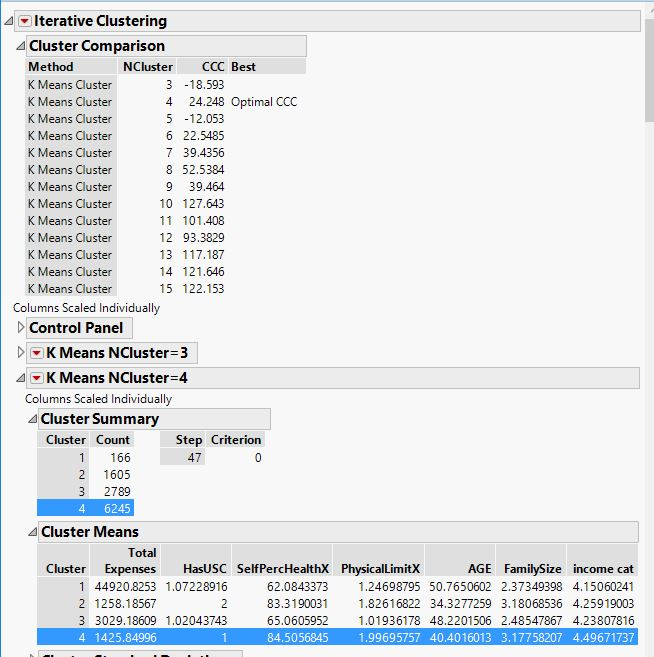 Iterative Clustering
Cluster Comparison
Method NCluster CCC Best
K Means Cluster 3 -18.593
K Means Cluster 4 24.248 Optimal CCC
K Means Cluster 5 -12.053
K Means Cluster 6 22.5485
K Means Cluster 7 39.4356
K Means Cluster 8 52.5384
K Means Cluster 9 39.464
K Means Cluster 10 127.643
K Means Cluster 11 101.408
K Means Cluster 12 93.3829
K Means Cluster 13 117.187
K Means Cluster 14 121.646
K Means Cluster 15 122.153
Columns Scaled Individually
Control Panel
K Means NCluster=3
K Means NCluster=4
Columns Scaled Individually
Cluster Summary
Cluster Count Step Criterion
1 166 47 0
2 1605
3 2789
4 6245
Cluster Means
Total
Cluster Expenses HasUSC SelfPercHealthX PhysicalLimitX AGE FamilySize income cat
1 44920.8253 1.07228916 62.0843373 1.24698795 50.7650602 2.37349398 4.15060241
2 1258.18567 2 83.3190031 1.82616822 34.3277259 3.18068536 4.25919003
3 3029.18609 1.02043743 65.0605952 1.01936178 48.2201506 2.48547867 4.23807816
4 1425.84996 1 84.5056845 1.99695757 40.4016013 3.17758207 4.49671737